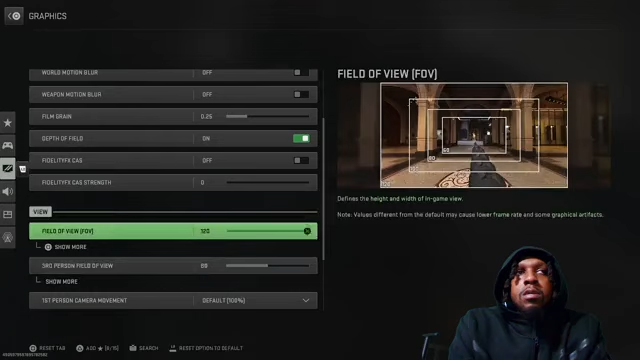 GRAPHICS
WORLD MOTION BLUR OFF
WEAPON MOTION BLUR OFF
FILM GRAIN 0.25
DEPTH OF FIELD ON
FIDELITYFX CAS OFF
FIDELITYFX CAS STRENGTH 0
VIEW
FIELD OF VIEW (FOV) 120
SHOW MORE
3RD PERSON FIELD OF VIEW
SHOW MORE
1ST PERSON CAMERA MOVEMENT DEFAULT (100%)
RESET TAB ADD SEARCH RESET OPTION TO DEFAULT
FIELD OF VIEW (FOV)
60
80
120
Defines the height and width of in-game view.
Note: Values different from the default may cause lower frame rate and some graphical artifacts.